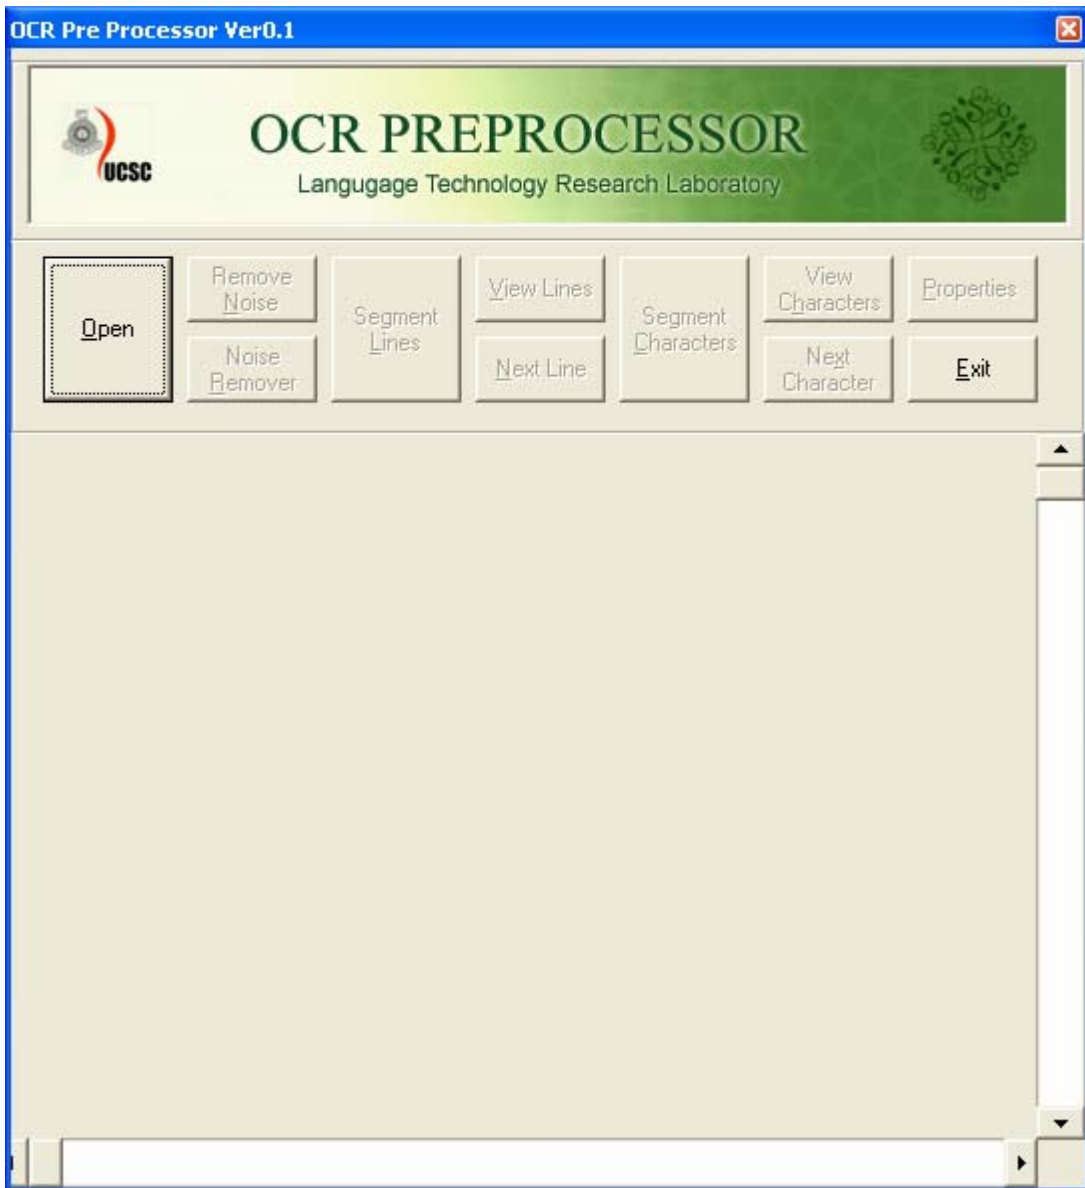 OCR Pre Processor Ver0.1
UCSC
OCR PREPROCESSOR
Langugage Technology Research Laboratory
Open
Remove
Noise
Noise
Remover
Segment
Lines
View Lines
Next Line
Segment
Characters
View
Characters
Next
Character
Properties
Exit